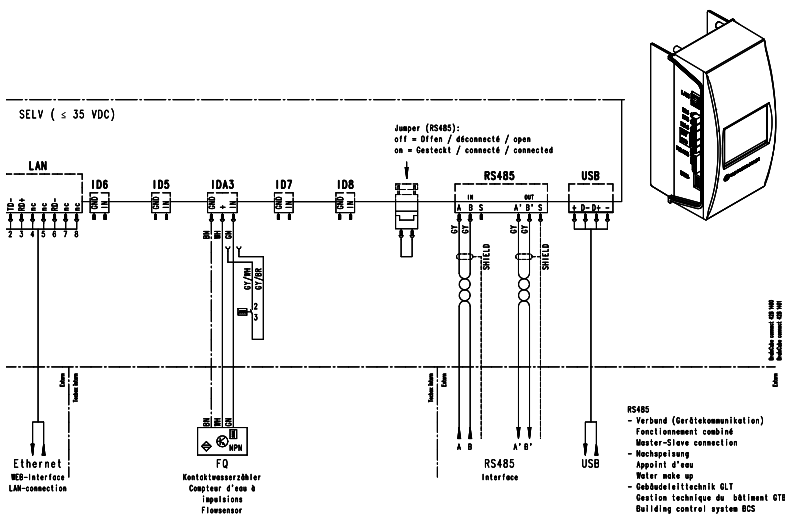 SELV ( ≤ 35 VDC)
Jumper (RS485):
off = Offen / déconnecté / open
on = Gesteckt / connecté / connected
LAN
ID6
ID5
IDA3
ID7
ID8
RS485
USB
IN
OUT
TD-
RD+
nc
nc
RD-
nc
nc
GND
IN
GND
IN
GND
+
IN
GND
IN
GND
IN
A B S
A' B' S
+ D- D+ -
2 3 4 5 6 7 8
BN
WH
GN
GY
GY
GY
GY
SHIELD
SHIELD
GY/WH
GY/BR
2
3
Extern
Extern
Extern
BN
WH
GN
NPN
A B
A' B'
Ethernet
WEB-Interface
LAN-connection
FQ
Kontaktwasserzähler
Compteur d'eau à
impulsions
Flowsensor
RS485
Interface
USB
RS485
- Verbund (Gerätekommunikation)
Fonctionnement combiné
Master-Slave connection
- Nachspeisung
Appoint d'eau
Water make up
- Gebäudeleittechnik GLT
Gestion technique du bâtiment GTB
Building control system BCS